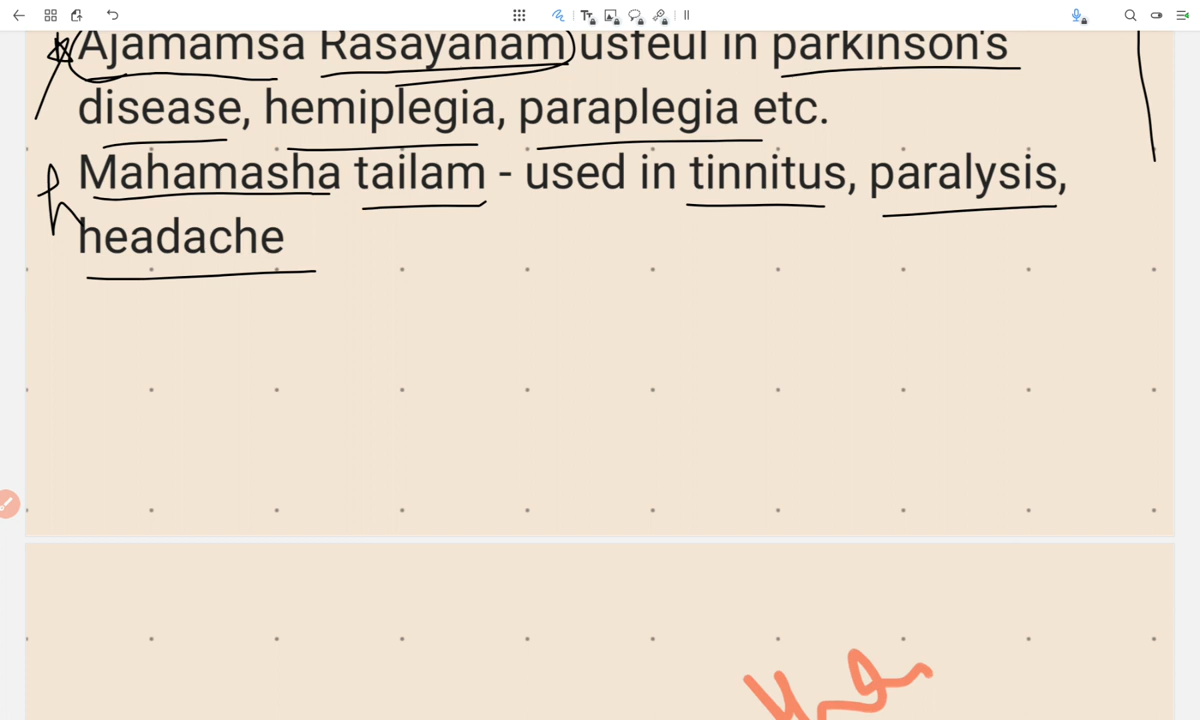 Ajamamsa Rasayanam) usfeul in parkinson's
disease, hemiplegia, paraplegia etc.
Mahamasha tailam - used in tinnitus, paralysis,
headache